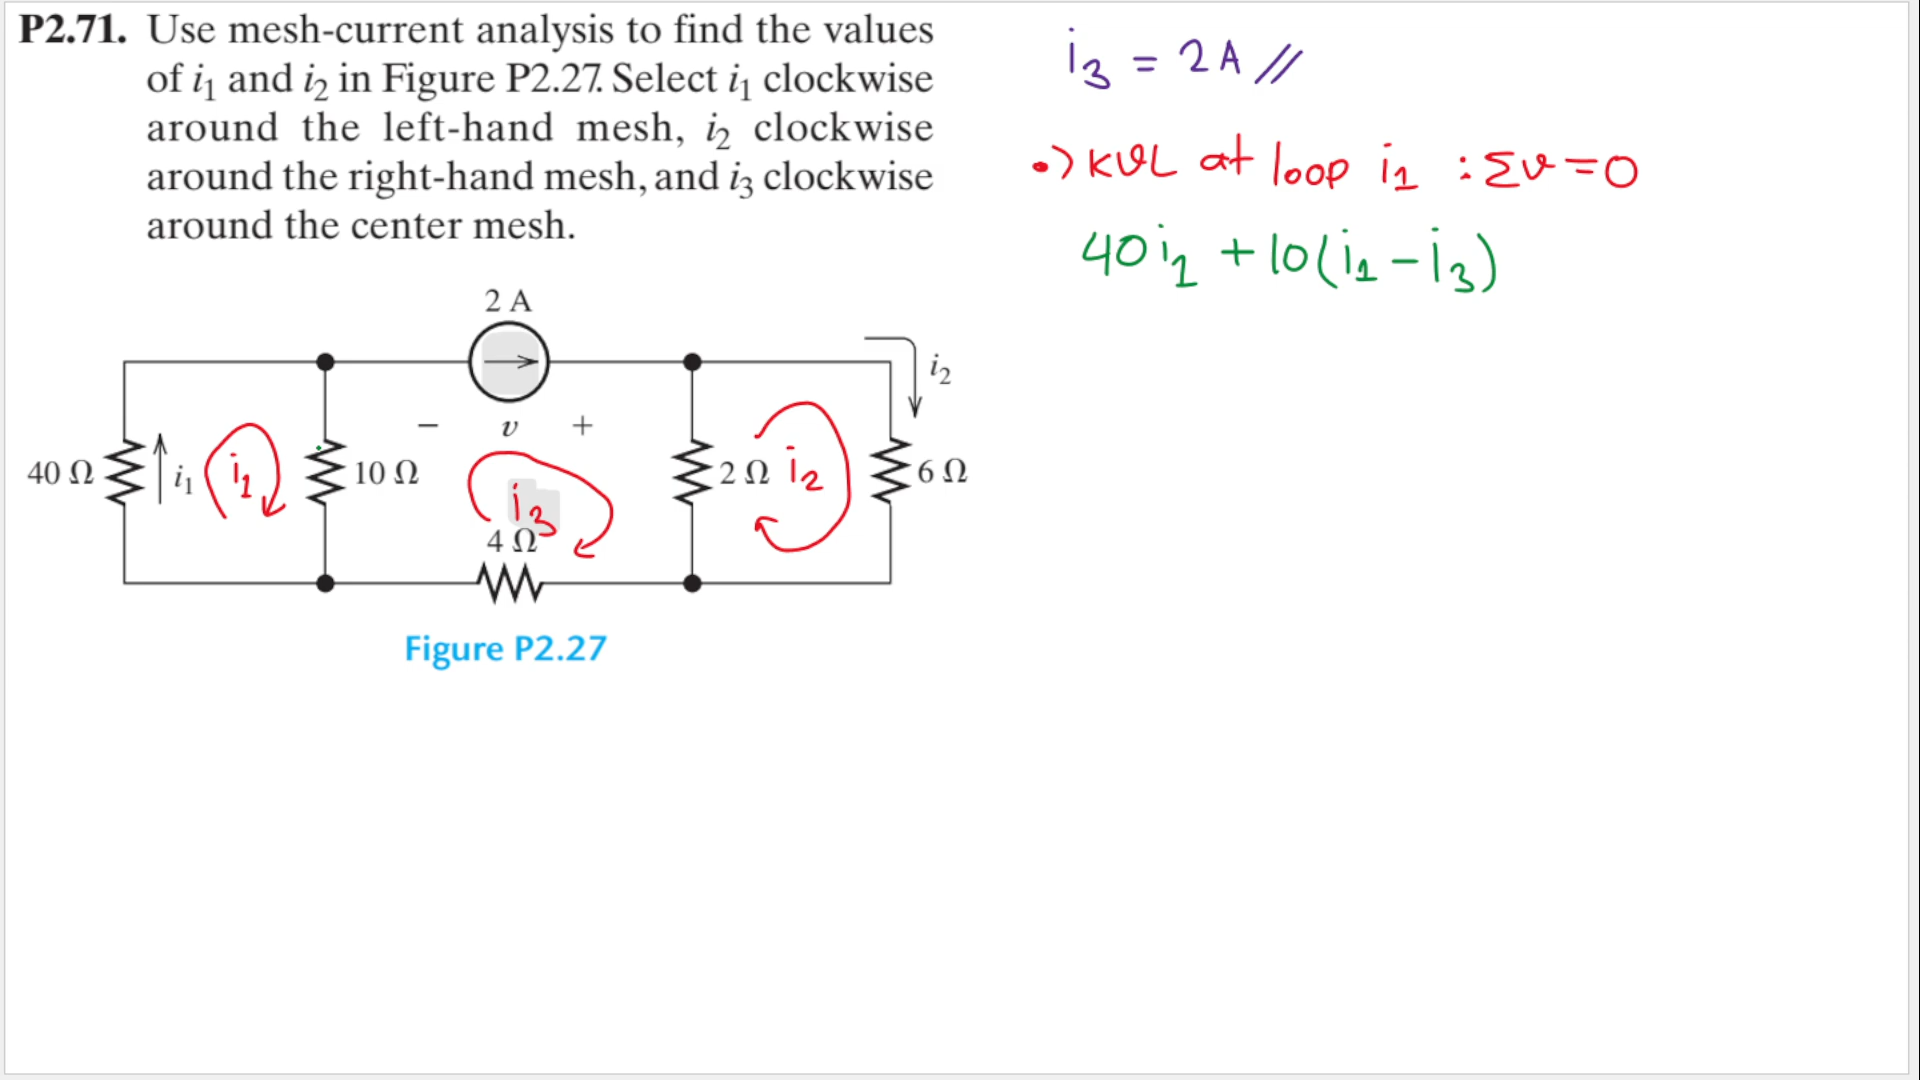 P2.71. Use mesh-current analysis to find the values
of i₁ and i₂ in Figure P2.27. Select i₁ clockwise
around the left-hand mesh, i₂ clockwise
around the right-hand mesh, and i₃ clockwise
around the center mesh.
i₃ = 2A //
•) KVL at loop i₁ : Σv = 0
40i₁ + 10(i₁ - i₃)
2 A
i₂
− v +
40 Ω
i₁
i₁
10 Ω
i₃
2 Ω
i₂
6 Ω
4 Ω
Figure P2.27